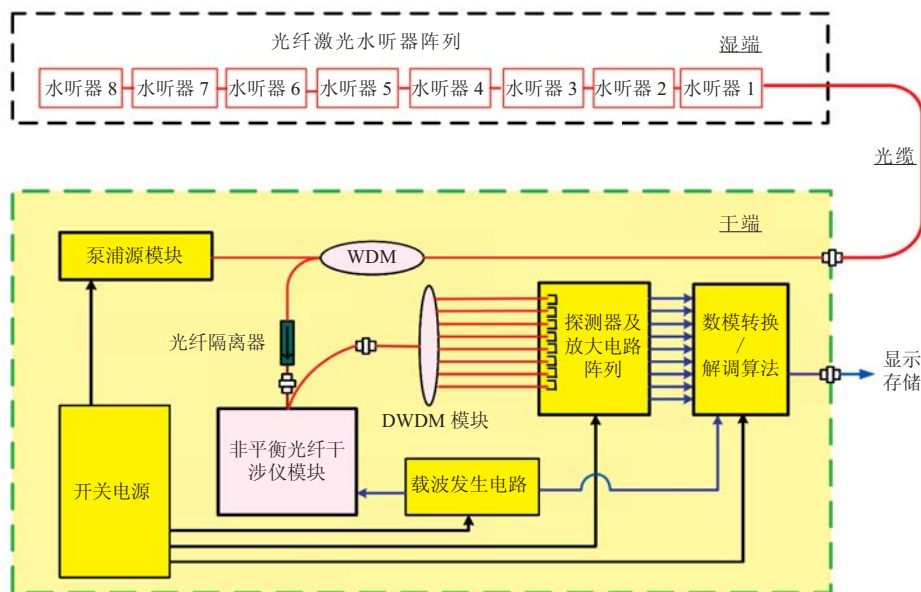 光纤激光水听器阵列
湿端
水听器 8
水听器 7
水听器 6
水听器 5
水听器 4
水听器 3
水听器 2
水听器 1
光缆
干端
泵浦源模块
WDM
光纤隔离器
DWDM 模块
探测器及
放大电路
阵列
数模转换
/
解调算法
显示
存储
非平衡光纤干
涉仪模块
载波发生电路
开关电源